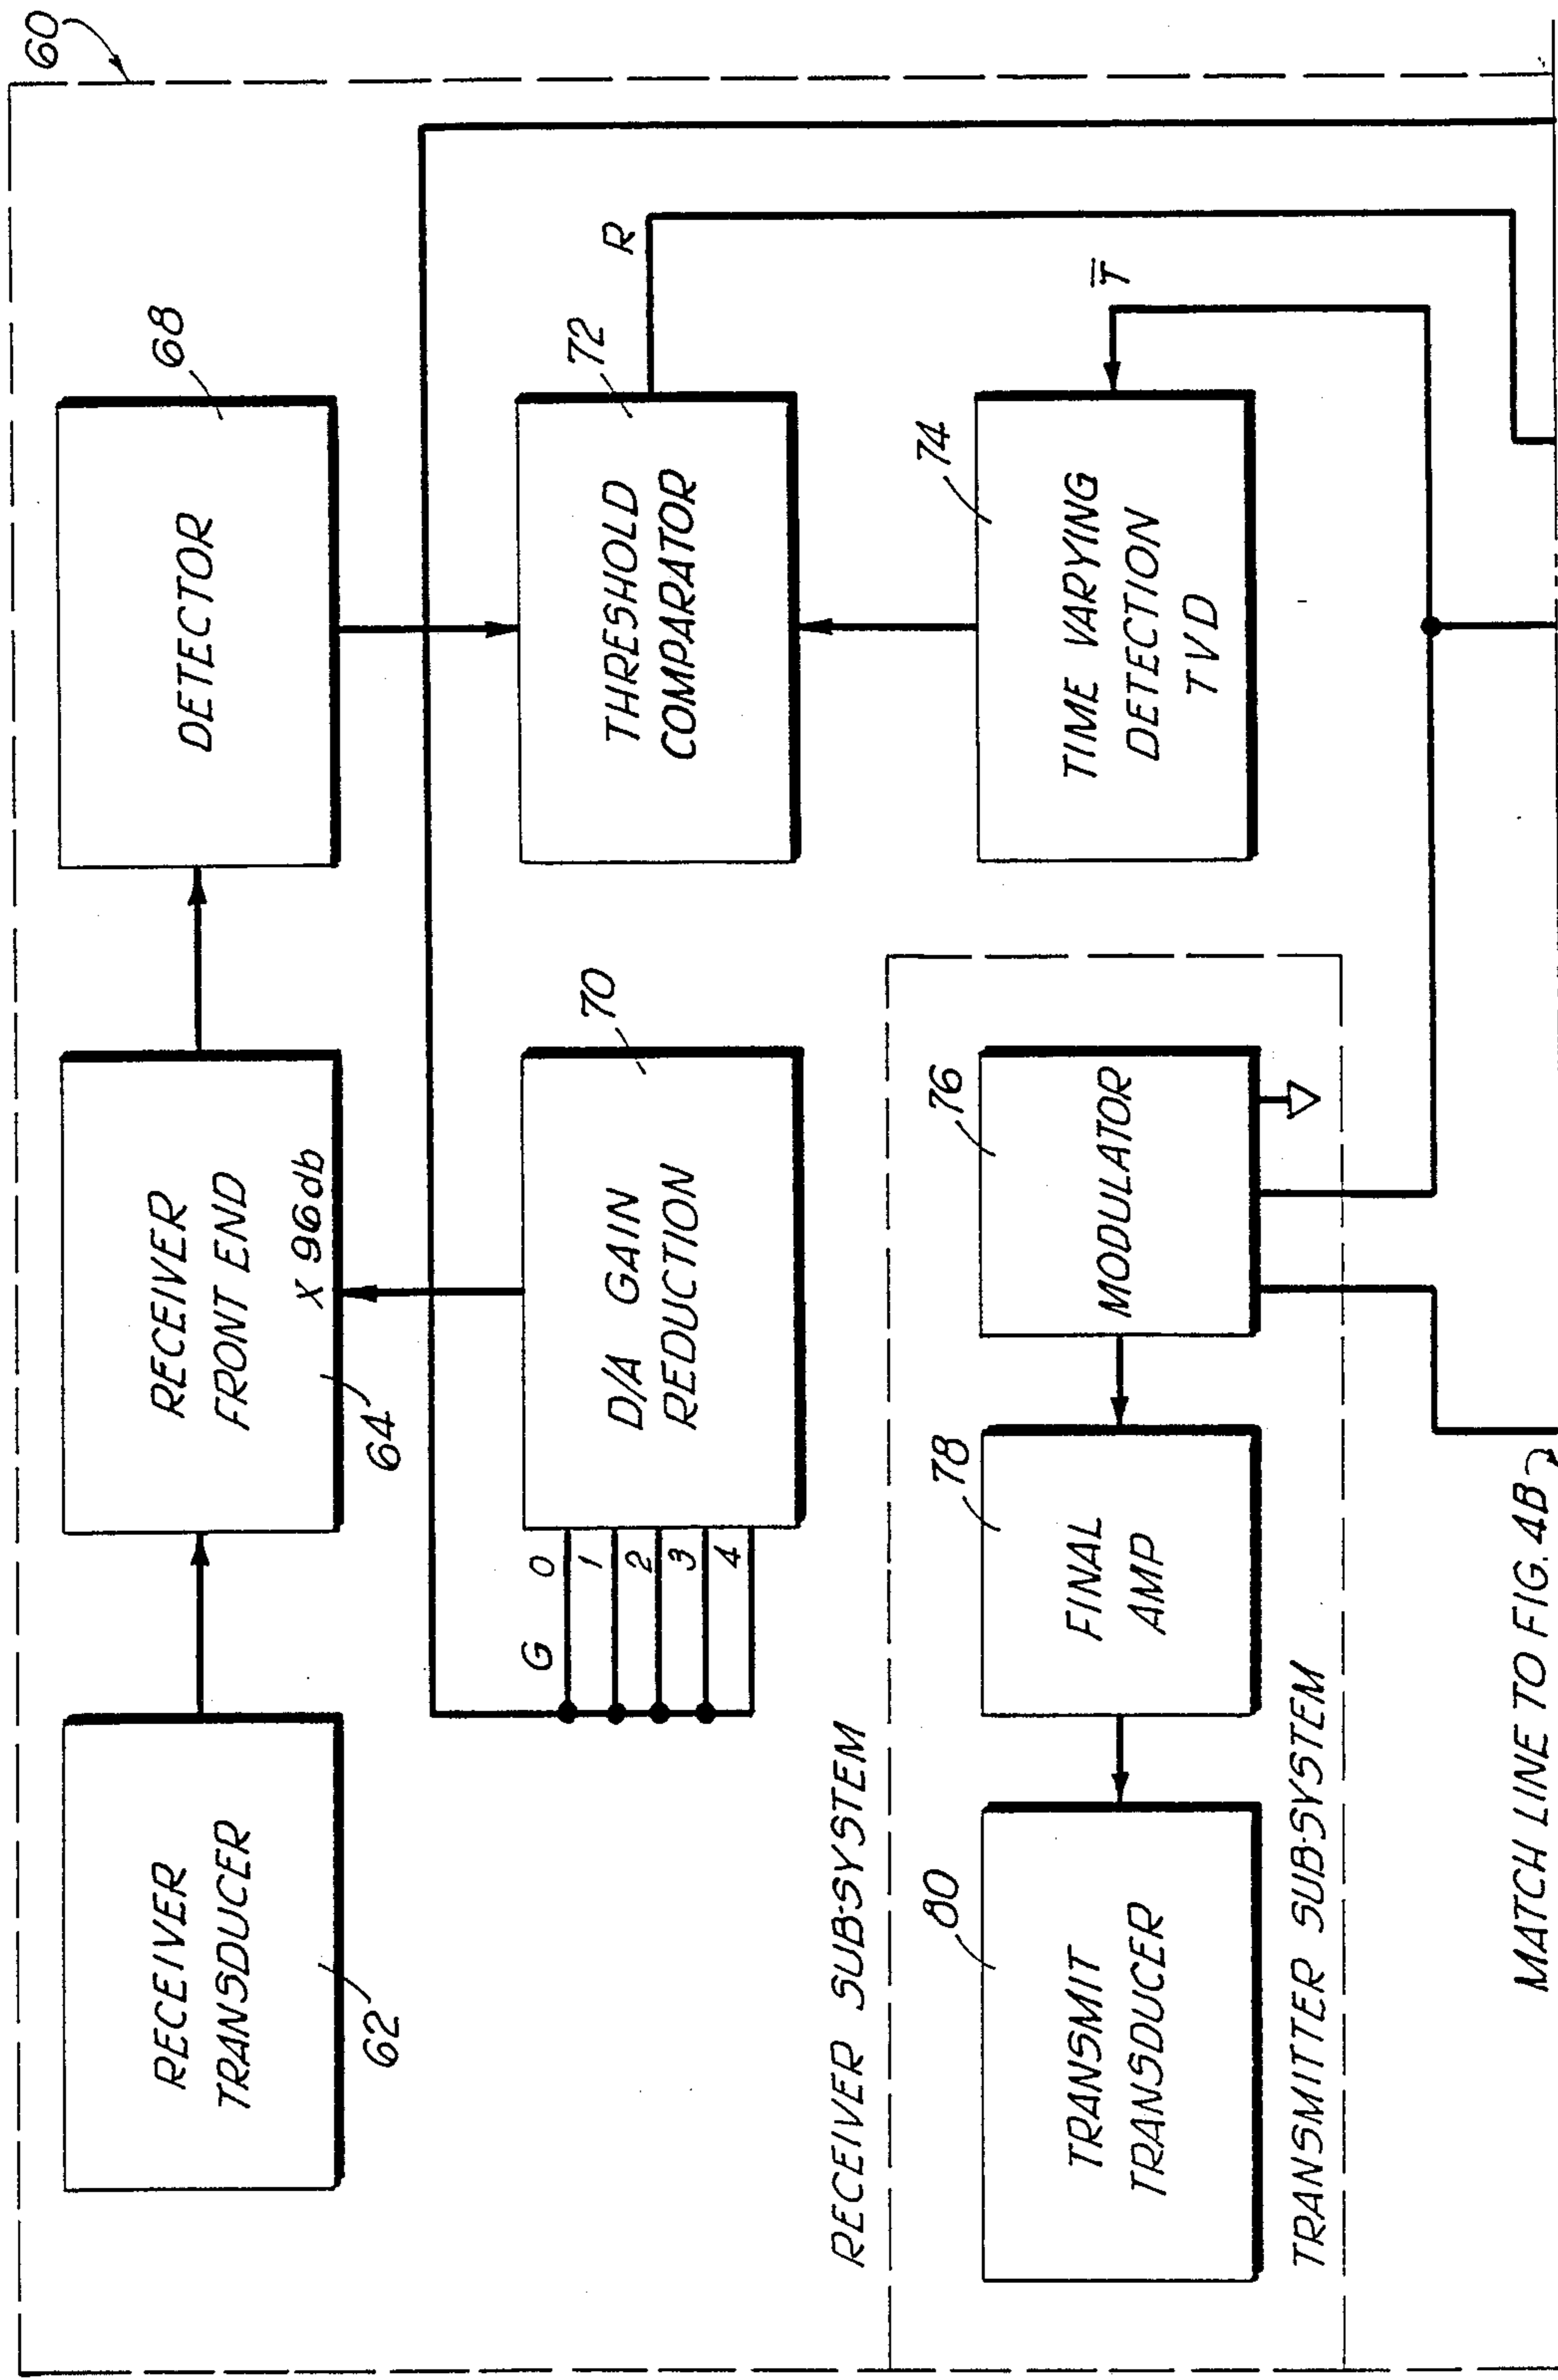 60
RECEIVER
TRANSDUCER
62
RECEIVER
FRONT END
X 96db
64
DETECTOR
68
G
0
1
2
3
4
D/A GAIN
REDUCTION
70
THRESHOLD
COMPARATOR
72
R
TIME VARYING
DETECTION
TVD
74
T̅
RECEIVER SUB-SYSTEM
TRANSMIT
TRANSDUCER
80
FINAL
AMP
78
MODULATOR
76
TRANSMITTER SUB-SYSTEM
MATCH LINE TO FIG. 4B